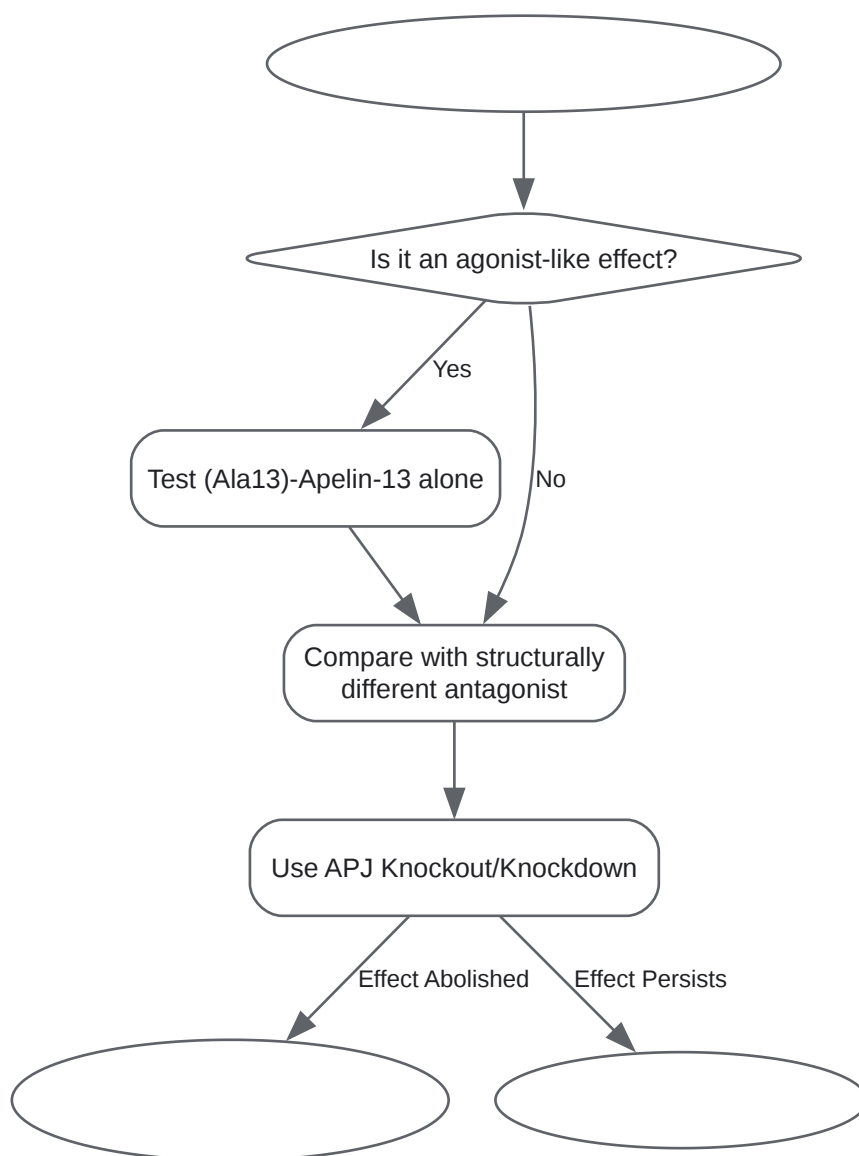 Is it an agonist-like effect?
Yes
Test (Ala13)-Apelin-13 alone
No
Compare with structurally
different antagonist
Use APJ Knockout/Knockdown
Effect Abolished
Effect Persists